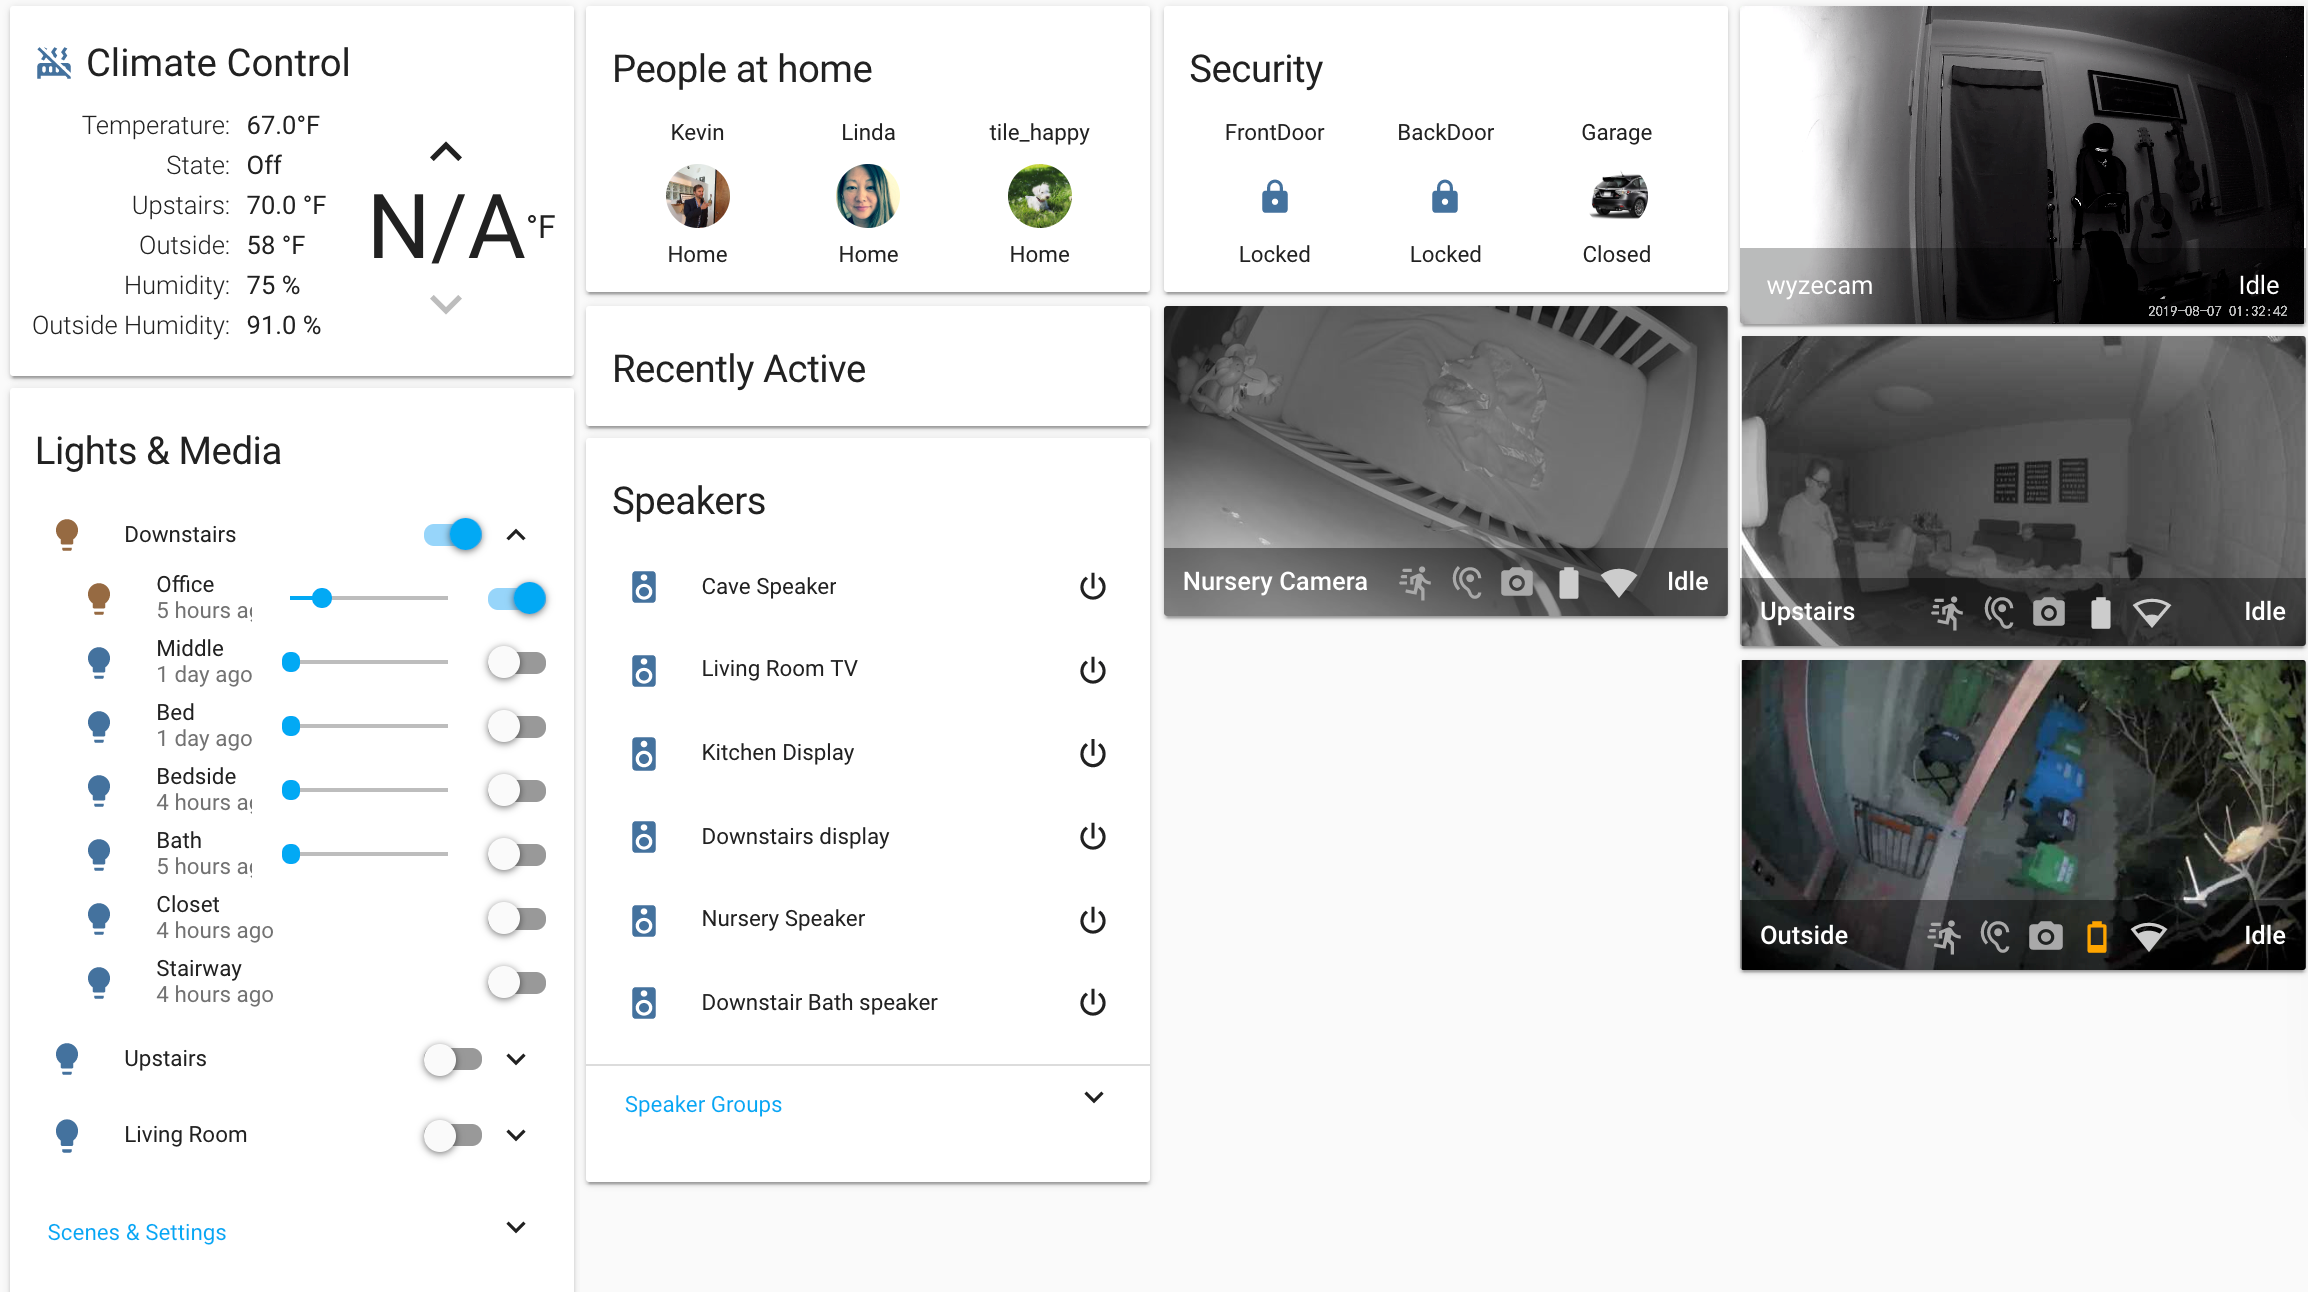 Climate Control
Temperature: 67.0°F
State: Off
Upstairs: 70.0 °F
Outside: 58 °F
Humidity: 75 %
Outside Humidity: 91.0 %
N/A °F
Lights & Media
Downstairs
Office
5 hours a
Middle
1 day ago
Bed
1 day ago
Bedside
4 hours a
Bath
5 hours a
Closet
4 hours ago
Stairway
4 hours ago
Upstairs
Living Room
Scenes & Settings
People at home
Kevin Linda tile_happy
Home Home Home
Recently Active
Speakers
Cave Speaker
Living Room TV
Kitchen Display
Downstairs display
Nursery Speaker
Downstair Bath speaker
Speaker Groups
Security
FrontDoor BackDoor Garage
Locked Locked Closed
Nursery Camera Idle
wyzecam Idle
2019-08-07 01:32:42
Upstairs Idle
Outside Idle